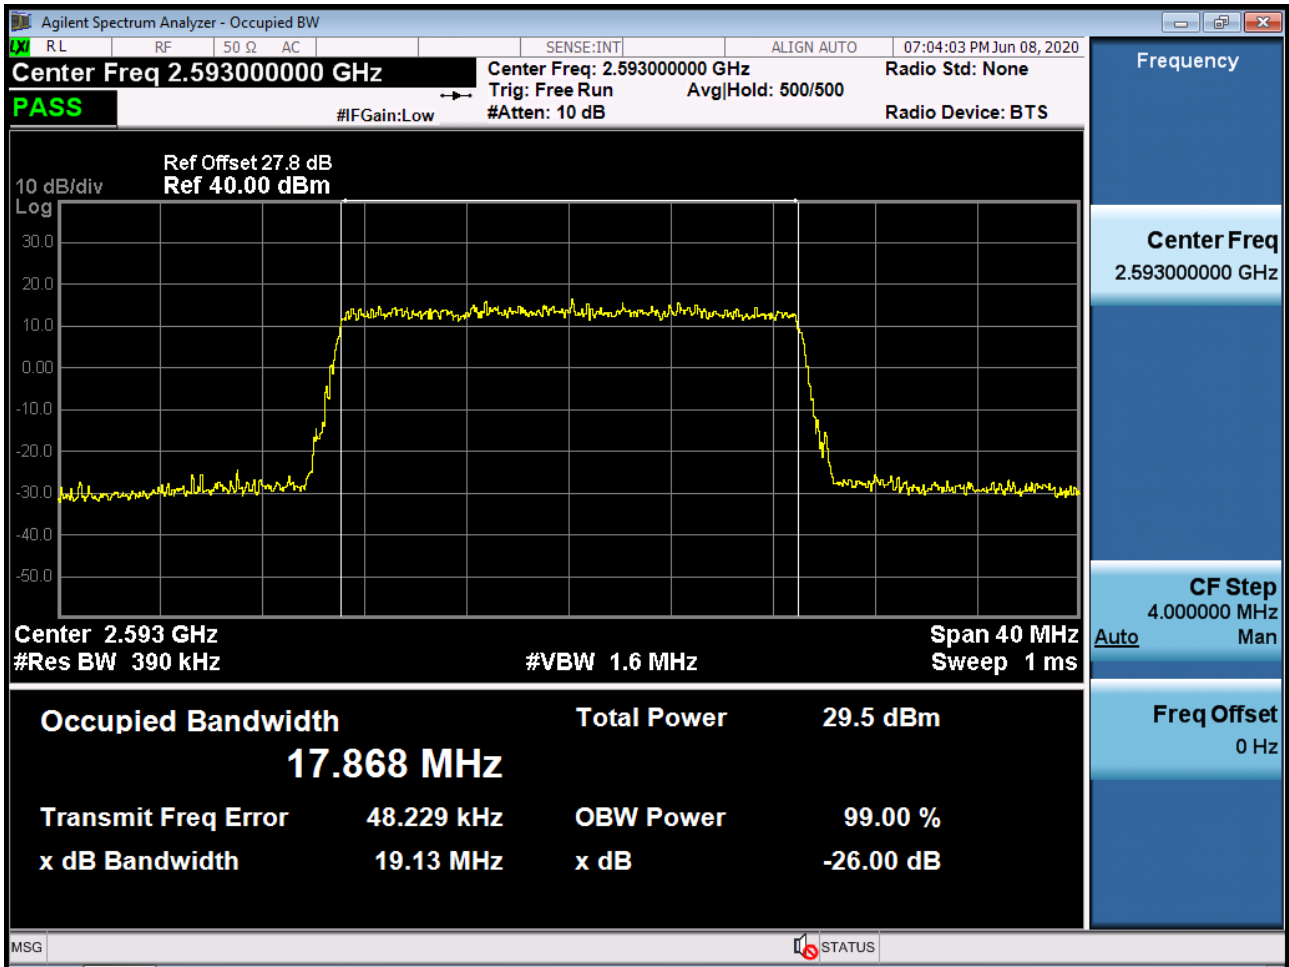 Agilent Spectrum Analyzer - Occupied BW
LXI RL RF 50 Ω AC SENSE:INT ALIGN AUTO 07:04:03 PM Jun 08, 2020
Center Freq 2.593000000 GHz
PASS
#IFGain:Low
Center Freq: 2.593000000 GHz
Trig: Free Run Avg|Hold: 500/500
#Atten: 10 dB
Radio Std: None
Radio Device: BTS
Ref Offset 27.8 dB
10 dB/div Ref 40.00 dBm
Log
30.0
20.0
10.0
0.00
-10.0
-20.0
-30.0
-40.0
-50.0
Center 2.593 GHz Span 40 MHz
#Res BW 390 kHz #VBW 1.6 MHz Sweep 1 ms
Occupied Bandwidth Total Power 29.5 dBm
17.868 MHz
Transmit Freq Error 48.229 kHz OBW Power 99.00 %
x dB Bandwidth 19.13 MHz x dB -26.00 dB
Frequency
Center Freq
2.593000000 GHz
CF Step
4.000000 MHz
Auto Man
Freq Offset
0 Hz
MSG STATUS